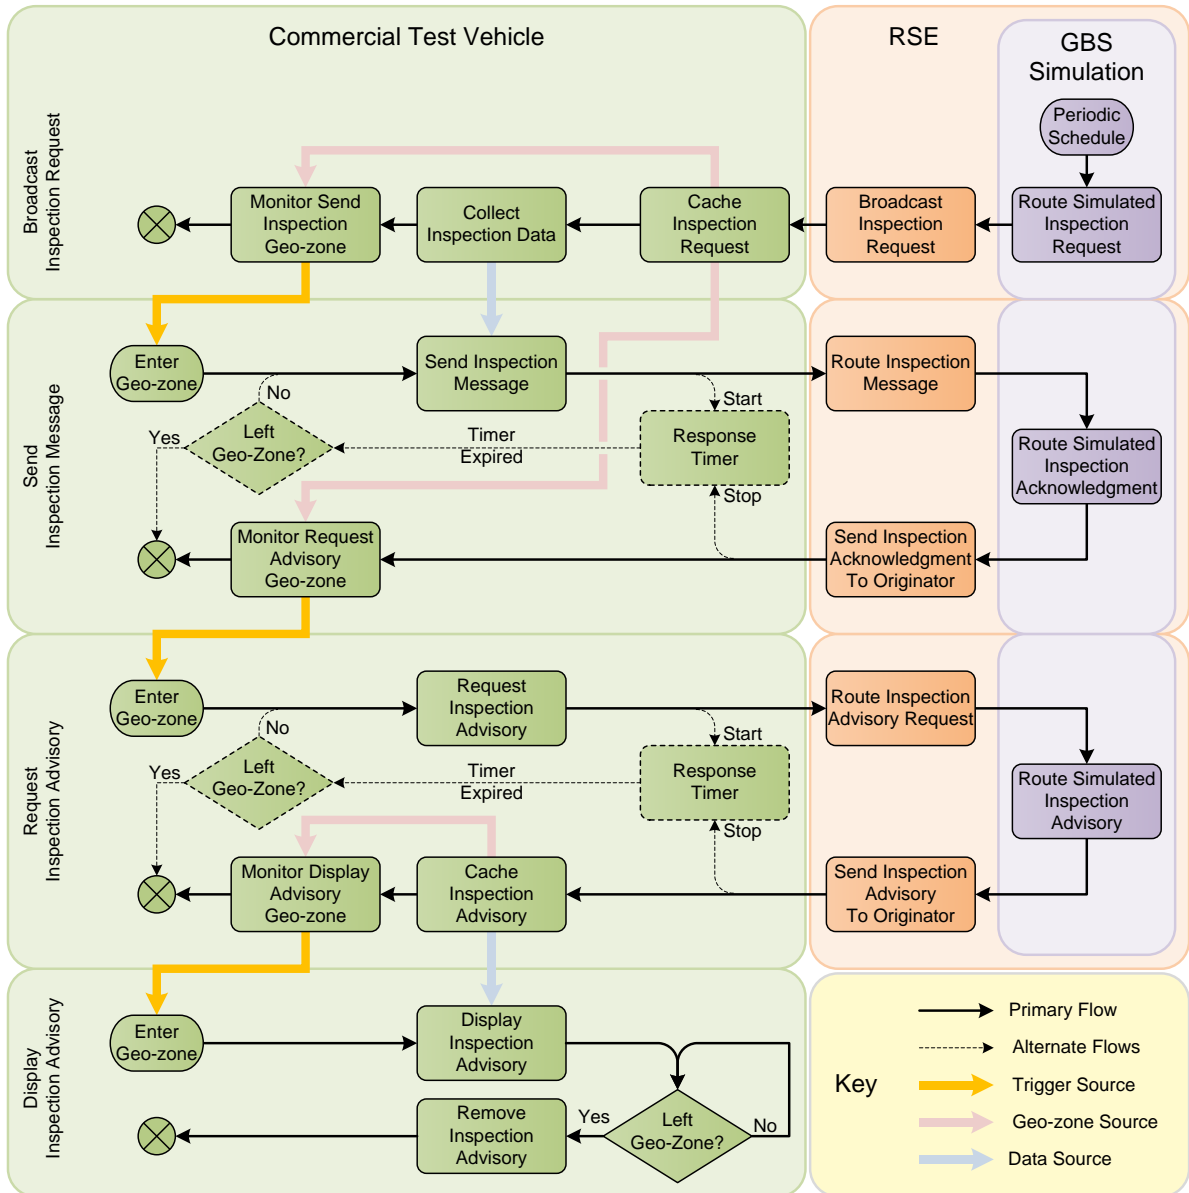 Commercial Test Vehicle
RSE
GBS
Simulation
Broadcast
Inspection Request
Periodic
Schedule
Monitor Send
Inspection
Geo-zone
Collect
Inspection Data
Cache
Inspection
Request
Broadcast
Inspection
Request
Route Simulated
Inspection
Request
Send
Inspection Message
Enter
Geo-zone
Send Inspection
Message
Route Inspection
Message
No
Start
Yes
Left
Geo-Zone?
Timer
Expired
Response
Timer
Route Simulated
Inspection
Acknowledgment
Stop
Monitor Request
Advisory
Geo-zone
Send Inspection
Acknowledgment
To Originator
Request
Inspection Advisory
Enter
Geo-zone
Request
Inspection
Advisory
Route Inspection
Advisory Request
No
Start
Yes
Left
Geo-Zone?
Timer
Expired
Response
Timer
Route Simulated
Inspection
Advisory
Stop
Monitor Display
Advisory
Geo-zone
Cache
Inspection
Advisory
Send Inspection
Advisory
To Originator
Display
Inspection Advisory
Enter
Geo-zone
Display
Inspection
Advisory
Remove
Inspection
Advisory
Yes
Left
Geo-Zone?
No
Key
Primary Flow
Alternate Flows
Trigger Source
Geo-zone Source
Data Source